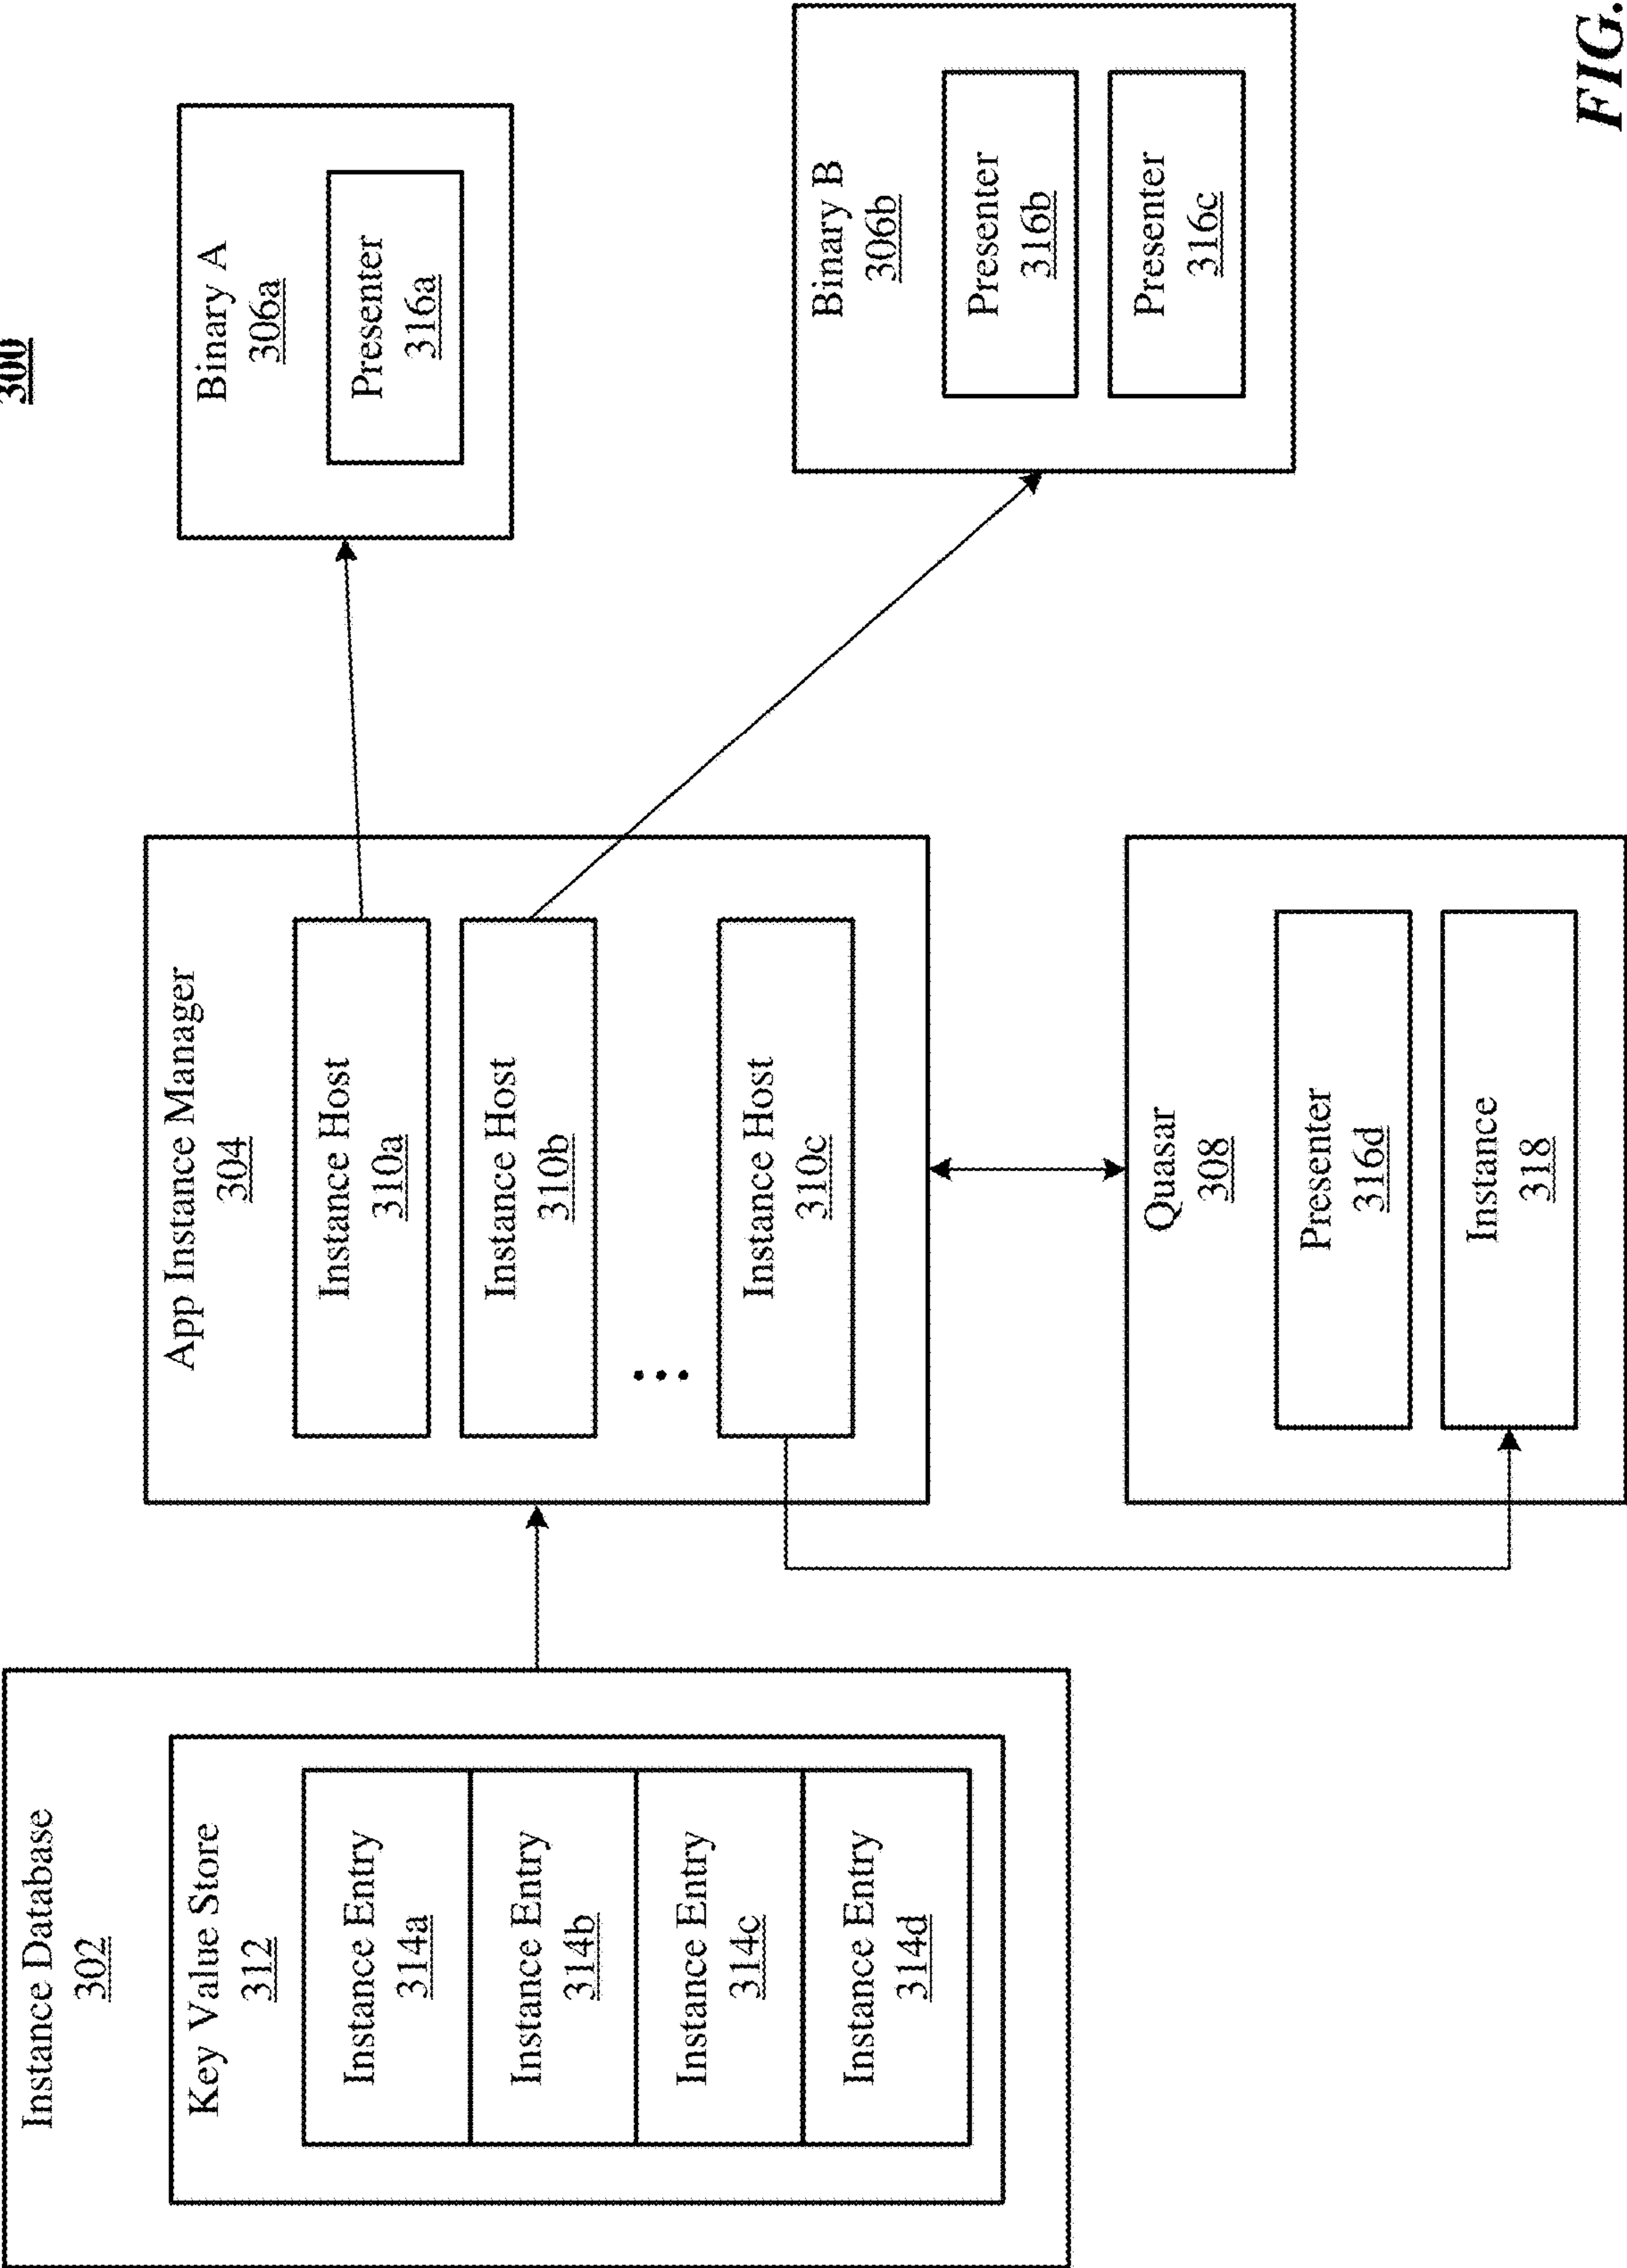 300
Instance Database
302
Key Value Store
312
Instance Entry
314a
Instance Entry
314b
Instance Entry
314c
Instance Entry
314d
App Instance Manager
304
Instance Host
310a
Instance Host
310b
...
Instance Host
310c
Quasar
308
Presenter
316d
Instance
318
Binary A
306a
Presenter
316a
Binary B
306b
Presenter
316b
Presenter
316c
FIG.